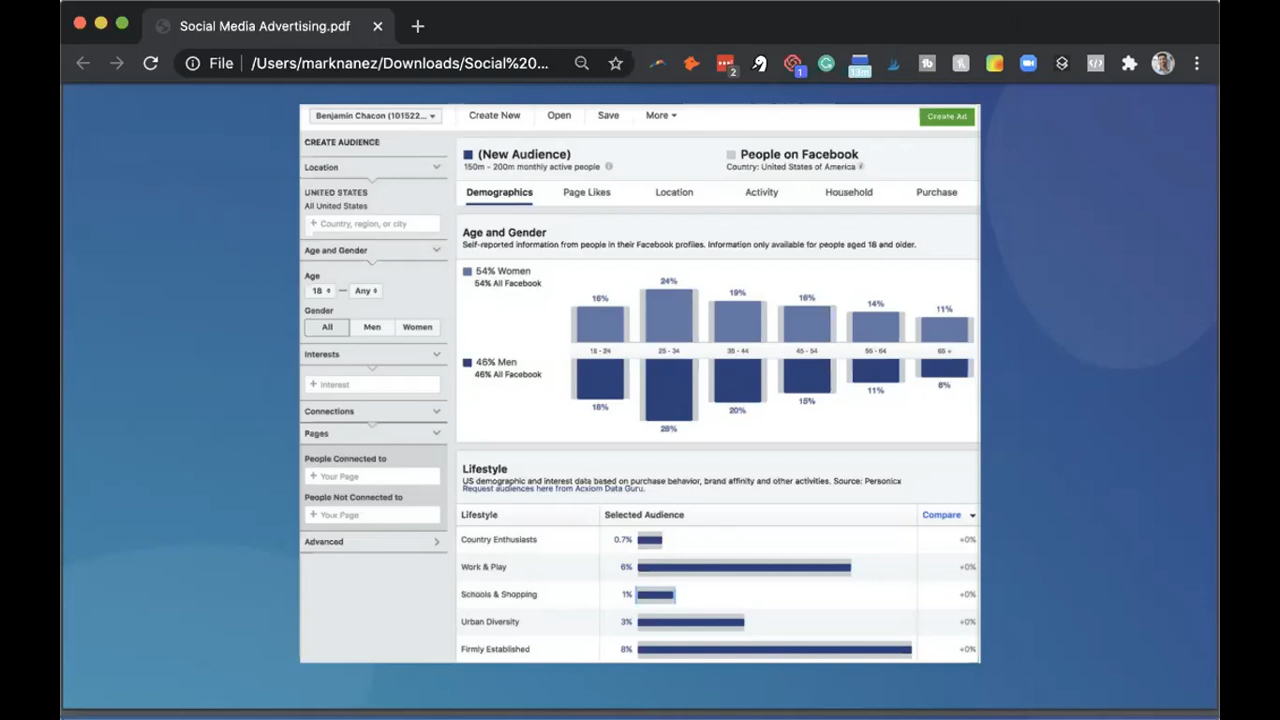 Social Media Advertising.pdf
File
/Users/marknanez/Downloads/Social%20...
2
1
13m
Benjamin Chacon (101522...
Create New
Open
Save
More
Create Ad
CREATE AUDIENCE
Location
UNITED STATES
All United States
+ Country, region, or city
Age and Gender
Age
18 — Any
Gender
All Men Women
Interests
+ Interest
Connections
Pages
People Connected to
+ Your Page
People Not Connected to
+ Your Page
Advanced
(New Audience)
150m - 200m monthly active people
People on Facebook
Country: United States of America
Demographics Page Likes Location Activity Household Purchase
Age and Gender
Self-reported information from people in their Facebook profiles. Information only available for people aged 18 and older.
54% Women
54% All Facebook
16% 24% 19% 16% 14% 11%
18 - 24 25 - 34 35 - 44 45 - 54 55 - 64 65 +
46% Men
46% All Facebook
18% 28% 20% 15% 11% 8%
Lifestyle
US demographic and interest data based on purchase behavior, brand affinity and other activities. Source: Personicx
Request audiences here from Acxiom Data Guru.
Lifestyle Selected Audience Compare
Country Enthusiasts 0.7% +0%
Work & Play 6% +0%
Schools & Shopping 1% +0%
Urban Diversity 3% +0%
Firmly Established 8% +0%